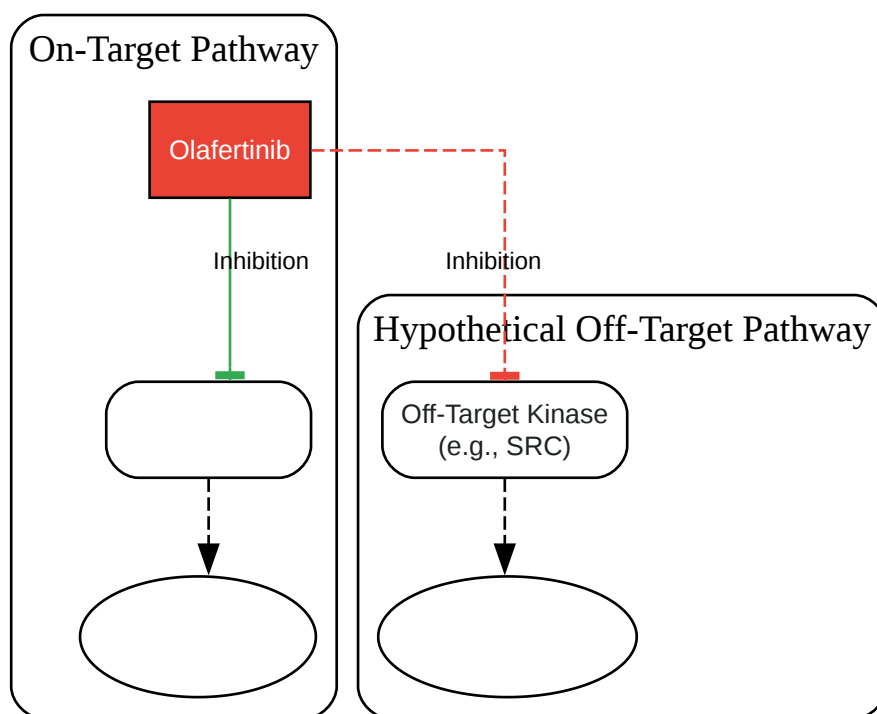 On-Target Pathway
Olafertinib
Inhibition
Inhibition
Hypothetical Off-Target Pathway
Off-Target Kinase
(e.g., SRC)